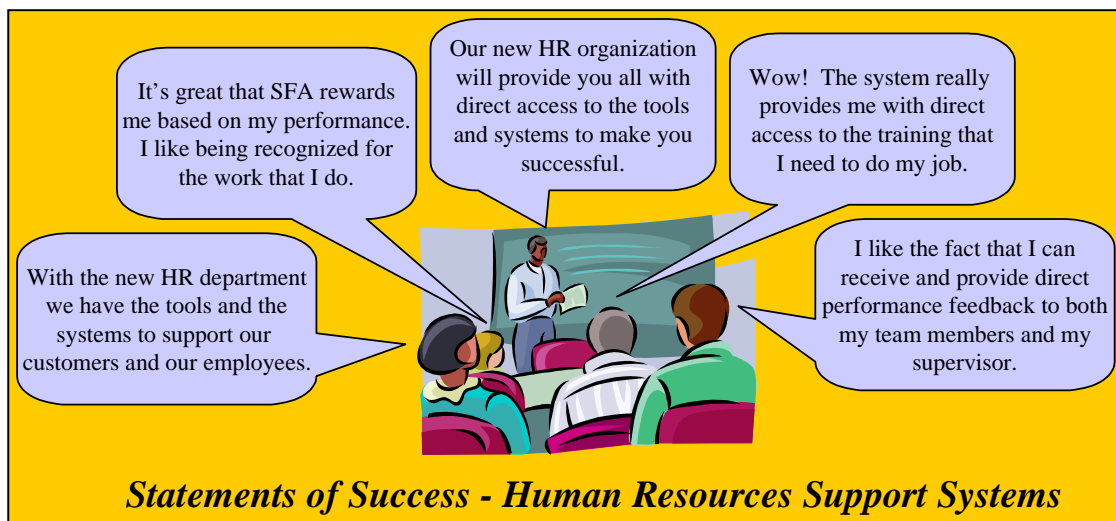 It's great that SFA rewards
me based on my performance.
I like being recognized for
the work that I do.
Our new HR organization
will provide you all with
direct access to the tools
and systems to make you
successful.
Wow!  The system really
provides me with direct
access to the training that
I need to do my job.
With the new HR department
we have the tools and the
systems to support our
customers and our employees.
I like the fact that I can
receive and provide direct
performance feedback to both
my team members and my
supervisor.
Statements of Success - Human Resources Support Systems